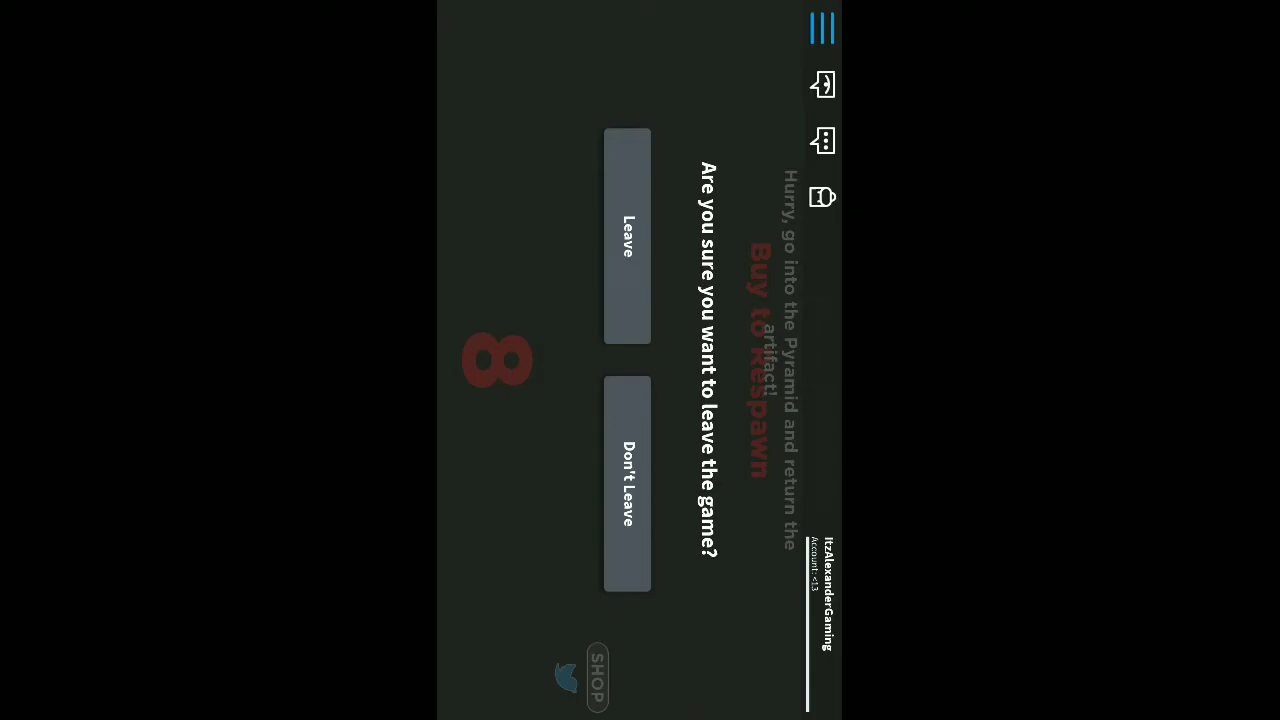 ItzAlexanderGaming
Account: <13
Hurry, go into the Pyramid and return the
artifact!
Buy to Respawn
Are you sure you want to leave the game?
Leave
Don't Leave
SHOP
8